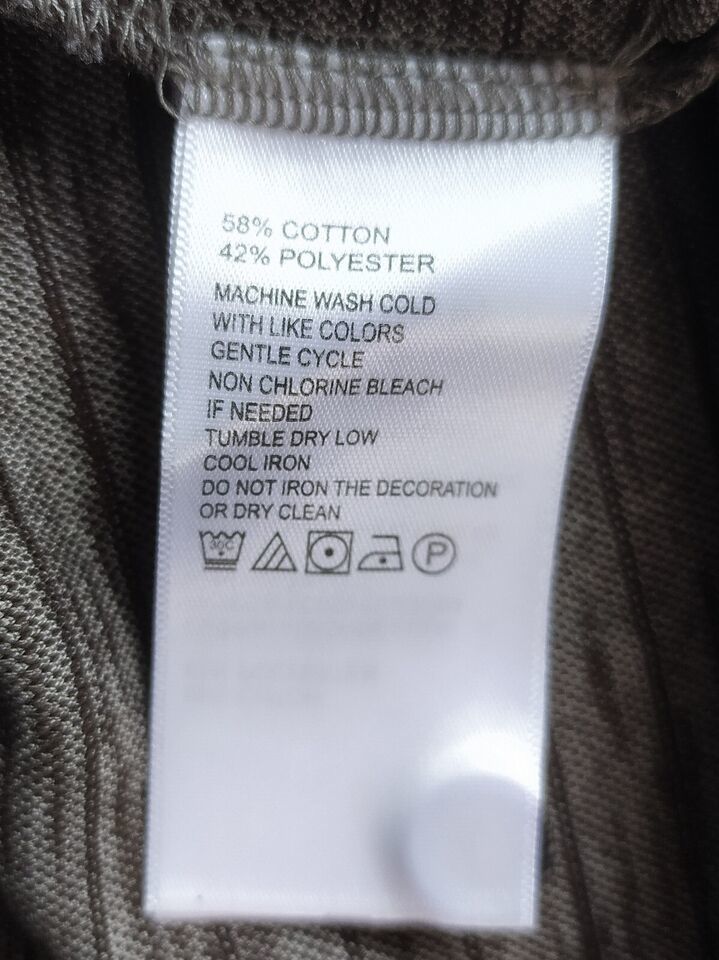 58% COTTON
42% POLYESTER
MACHINE WASH COLD
WITH LIKE COLORS
GENTLE CYCLE
NON CHLORINE BLEACH
IF NEEDED
TUMBLE DRY LOW
COOL IRON
DO NOT IRON THE DECORATION
OR DRY CLEAN
30C P